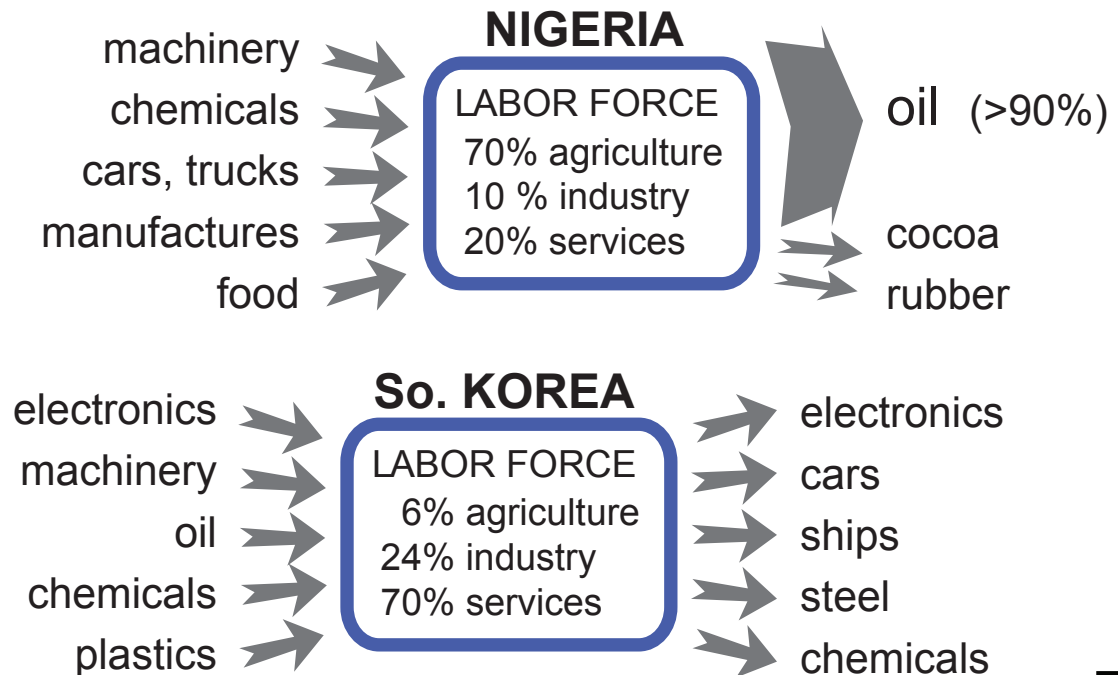 NIGERIA
machinery
chemicals
cars, trucks
manufactures
food
LABOR FORCE
70% agriculture
10 % industry
20% services
oil (>90%)
cocoa
rubber
So. KOREA
electronics
machinery
oil
chemicals
plastics
LABOR FORCE
6% agriculture
24% industry
70% services
electronics
cars
ships
steel
chemicals